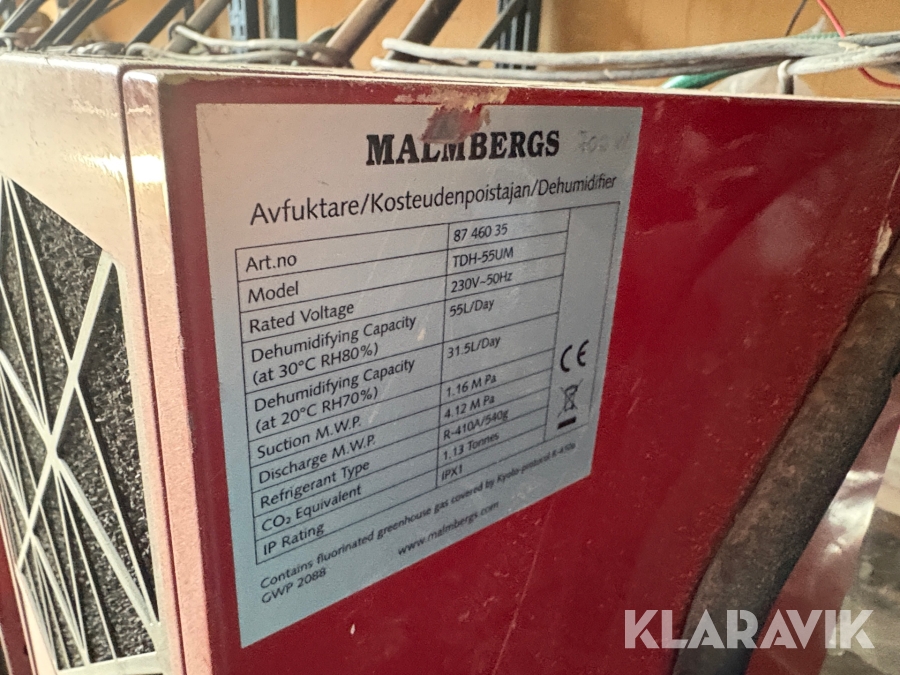 MALMBERGS
Avfuktare/Kosteudenpoistajan/Dehumidifier
Art.no 87 460 35
Model TDH-55UM
Rated Voltage 230V~50Hz
Dehumidifying Capacity 55L/Day
(at 30°C RH80%)
Dehumidifying Capacity 31.5L/Day
(at 20°C RH70%)
Suction M.W.P. 1.16 M Pa
Discharge M.W.P. 4.12 M Pa
Refrigerant Type R-410A/540g
CO₂ Equivalent 1,13 Tonnes
IP Rating IPX1
CE
Contains fluorinated greenhouse gas covered by Kyoto-protocol
GWP 2088
www.malmbergs.com
KLARAVIK